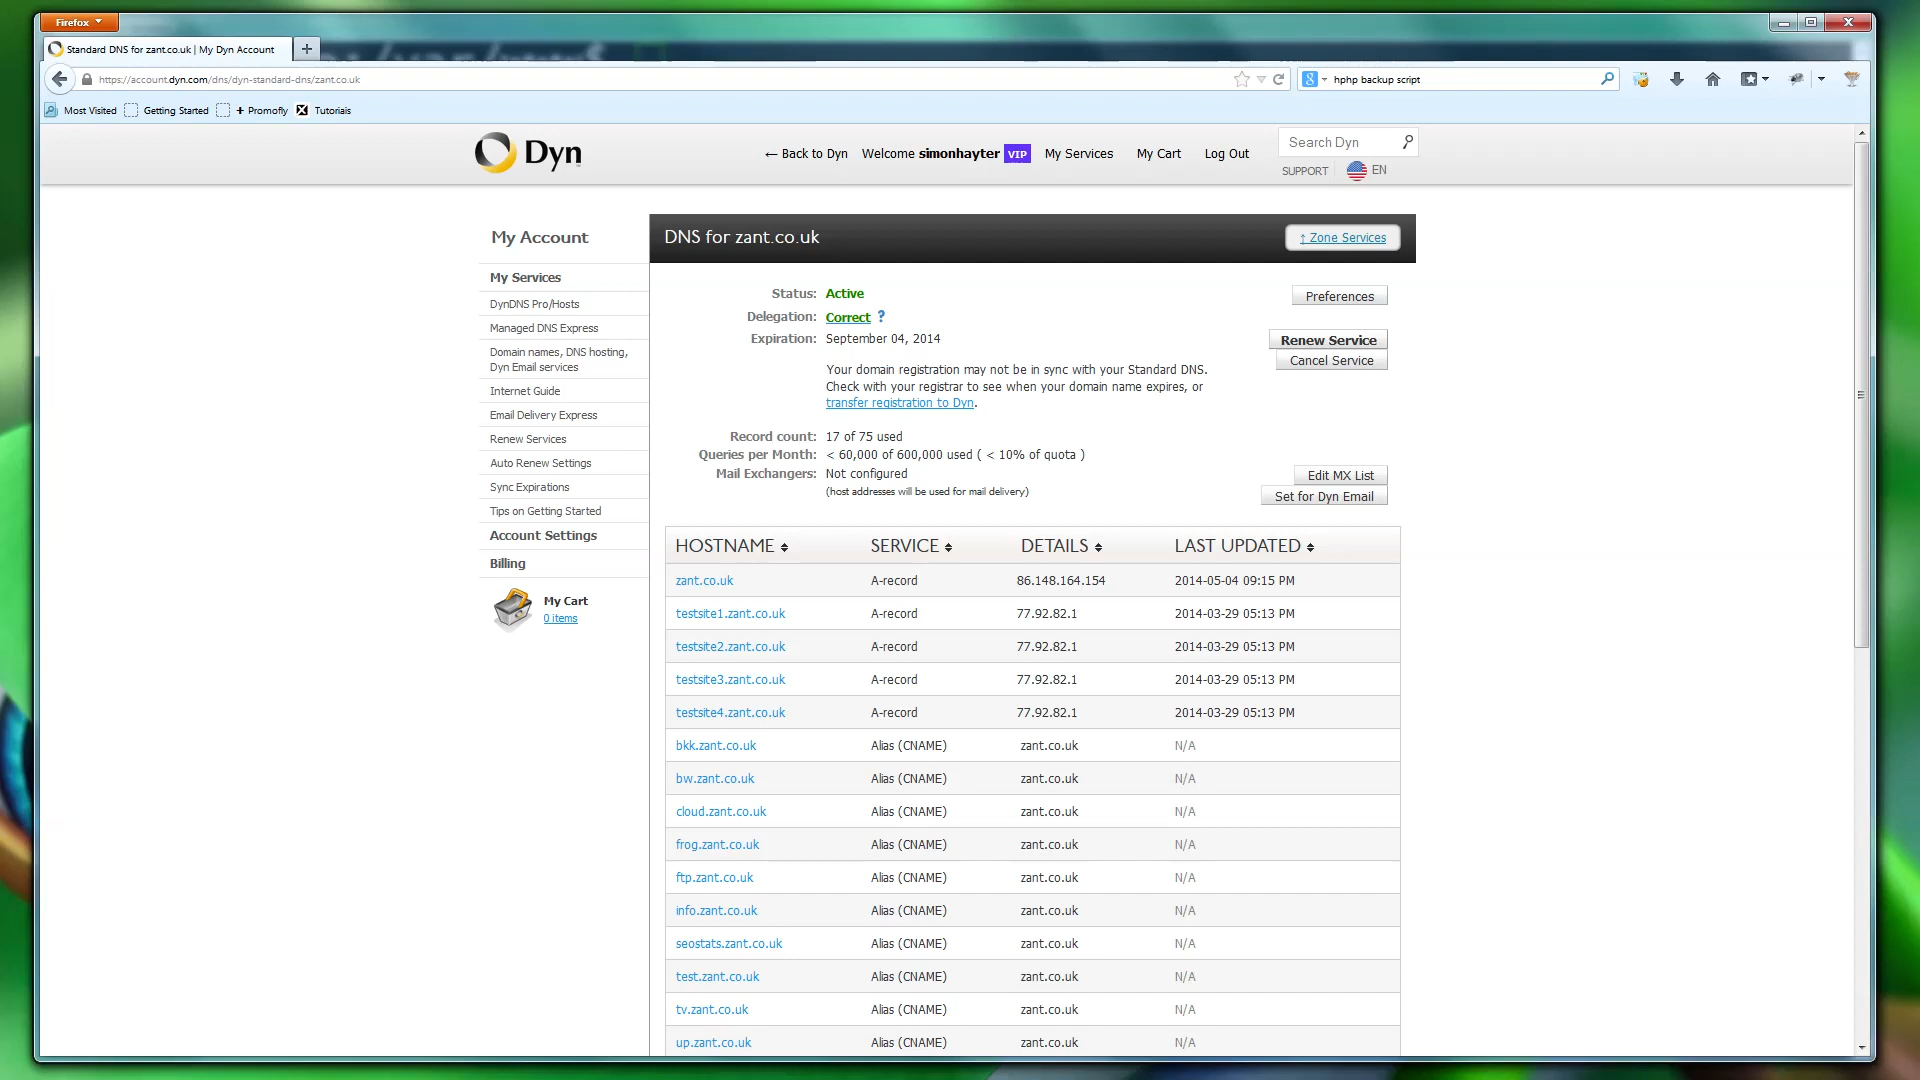 Firefox
Standard DNS for zant.co.uk | My Dyn Account
https://account.dyn.com/dns/dyn-standard-dns/zant.co.uk
hphp backup script
Most Visited Getting Started + Promofly Tutorials
Dyn
← Back to Dyn Welcome simonhayter VIP My Services My Cart Log Out
Search Dyn
SUPPORT EN
My Account
My Services
DynDNS Pro/Hosts
Managed DNS Express
Domain names, DNS hosting,
Dyn Email services
Internet Guide
Email Delivery Express
Renew Services
Auto Renew Settings
Sync Expirations
Tips on Getting Started
Account Settings
Billing
My Cart
0 items
DNS for zant.co.uk
↑ Zone Services
Status: Active
Preferences
Delegation: Correct ?
Expiration: September 04, 2014
Renew Service
Cancel Service
Your domain registration may not be in sync with your Standard DNS.
Check with your registrar to see when your domain name expires, or
transfer registration to Dyn.
Record count: 17 of 75 used
Queries per Month: < 60,000 of 600,000 used ( < 10% of quota )
Mail Exchangers: Not configured
(host addresses will be used for mail delivery)
Edit MX List
Set for Dyn Email
HOSTNAME SERVICE DETAILS LAST UPDATED
zant.co.uk A-record 86.148.164.154 2014-05-04 09:15 PM
testsite1.zant.co.uk A-record 77.92.82.1 2014-03-29 05:13 PM
testsite2.zant.co.uk A-record 77.92.82.1 2014-03-29 05:13 PM
testsite3.zant.co.uk A-record 77.92.82.1 2014-03-29 05:13 PM
testsite4.zant.co.uk A-record 77.92.82.1 2014-03-29 05:13 PM
bkk.zant.co.uk Alias (CNAME) zant.co.uk N/A
bw.zant.co.uk Alias (CNAME) zant.co.uk N/A
cloud.zant.co.uk Alias (CNAME) zant.co.uk N/A
frog.zant.co.uk Alias (CNAME) zant.co.uk N/A
ftp.zant.co.uk Alias (CNAME) zant.co.uk N/A
info.zant.co.uk Alias (CNAME) zant.co.uk N/A
seostats.zant.co.uk Alias (CNAME) zant.co.uk N/A
test.zant.co.uk Alias (CNAME) zant.co.uk N/A
tv.zant.co.uk Alias (CNAME) zant.co.uk N/A
up.zant.co.uk Alias (CNAME) zant.co.uk N/A